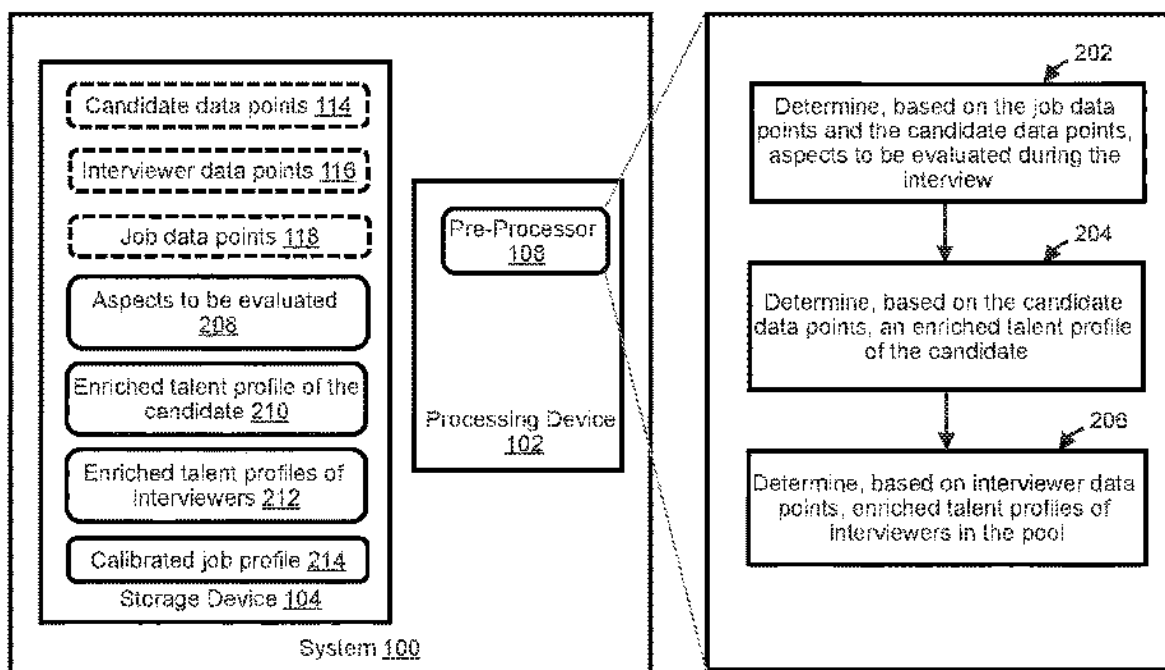 Candidate data points 114
Interviewer data points 116
Job data points 118
Aspects to be evaluated
208
Enriched talent profile of the
candidate 210
Enriched talent profiles of
interviewers 212
Calibrated job profile 214
Storage Device 104
Pre-Processor
108
Processing Device
102
System 100
202
Determine, based on the job data
points and the candidate data points,
aspects to be evaluated during the
interview
204
Determine, based on the candidate
data points, an enriched talent profile
of the candidate
206
Determine, based on interviewer data
points, enriched talent profiles of
interviewers in the pool